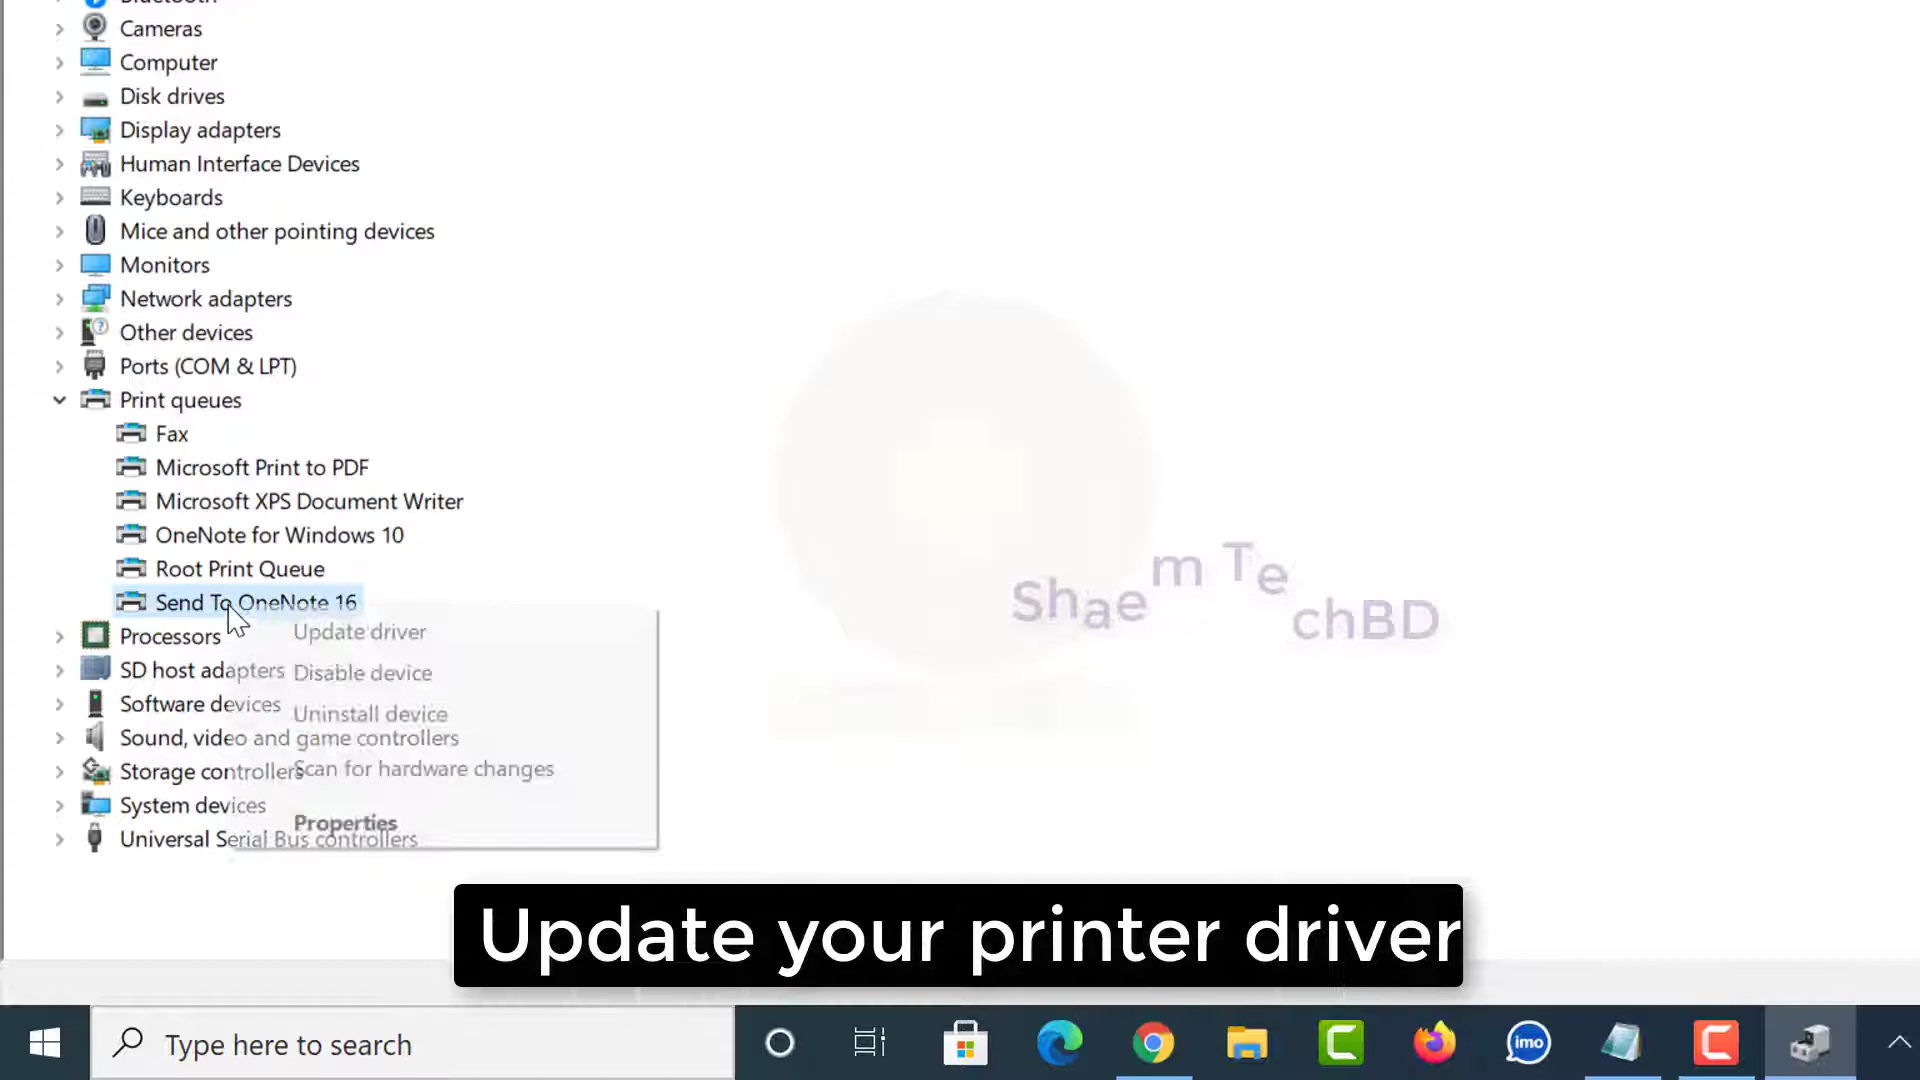 Bluetooth
Cameras
Computer
Disk drives
Display adapters
Human Interface Devices
Keyboards
Mice and other pointing devices
Monitors
Network adapters
Other devices
Ports (COM & LPT)
Print queues
Fax
Microsoft Print to PDF
Microsoft XPS Document Writer
OneNote for Windows 10
Root Print Queue
Send To OneNote 16
Processors
SD host adapters
Software devices
Sound, video and game controllers
Storage controllers
System devices
Universal Serial Bus controllers
Update driver
Disable device
Uninstall device
Scan for hardware changes
Properties
Shaem TechBD
Update your printer driver
Type here to search
imo